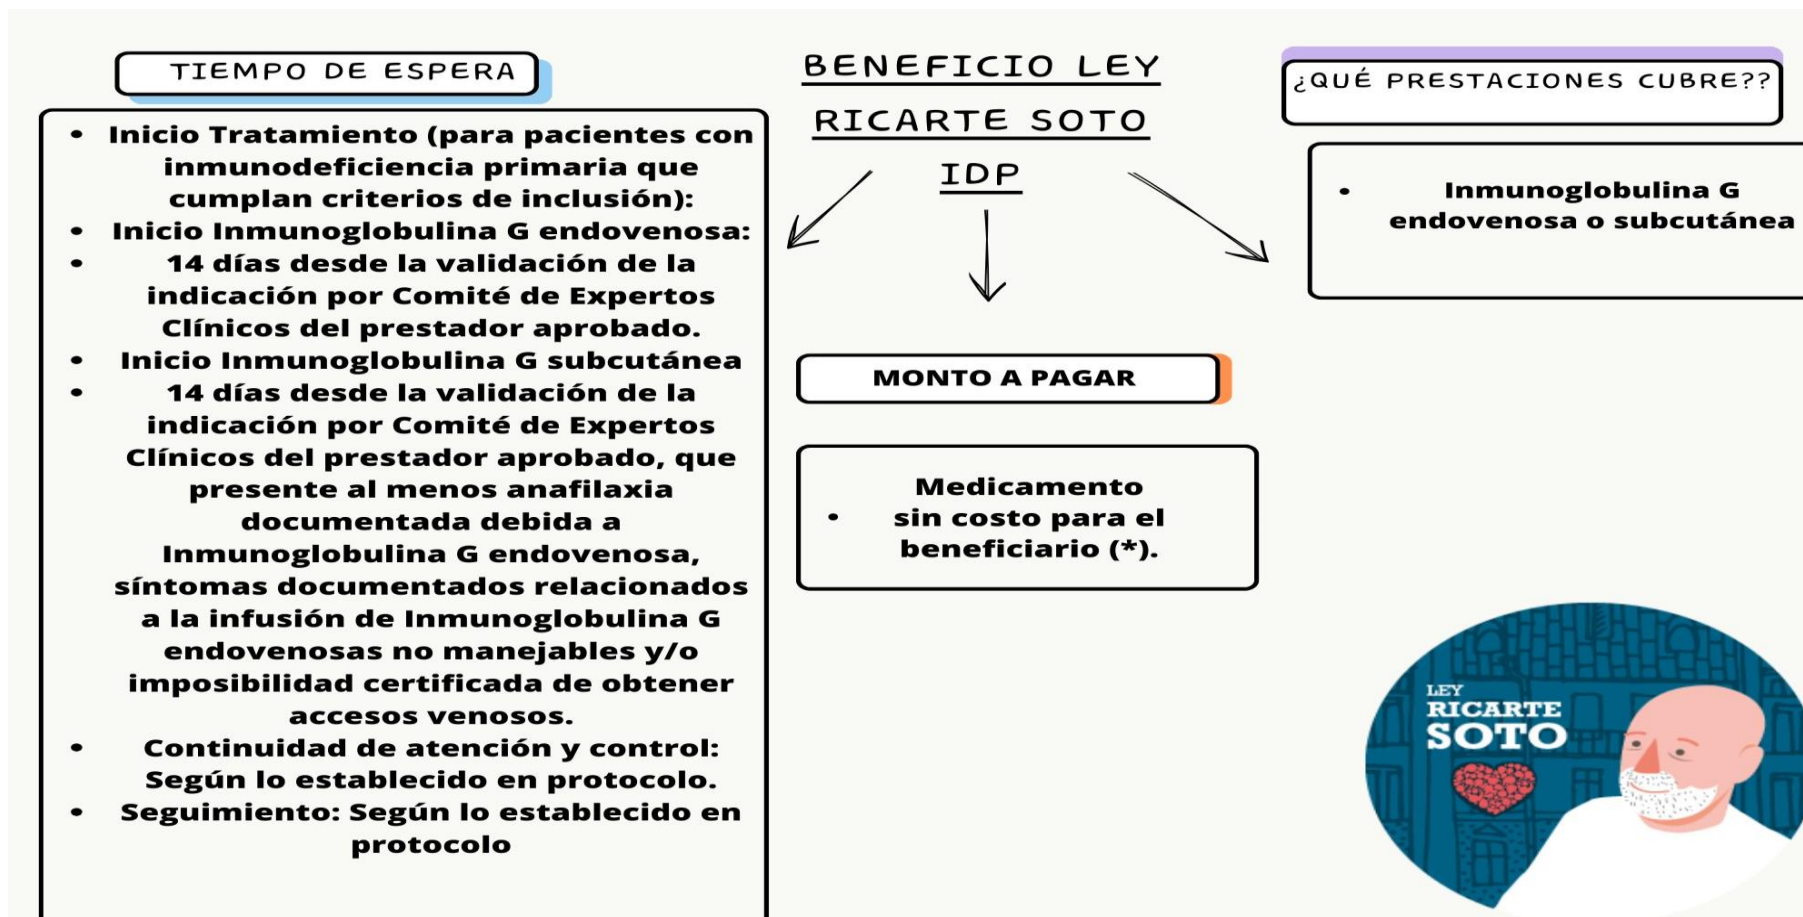 TIEMPO DE ESPERA
• Inicio Tratamiento (para pacientes con
inmunodeficiencia primaria que
cumplan criterios de inclusión):
• Inicio Inmunoglobulina G endovenosa:
• 14 días desde la validación de la
indicación por Comité de Expertos
Clínicos del prestador aprobado.
• Inicio Inmunoglobulina G subcutánea
• 14 días desde la validación de la
indicación por Comité de Expertos
Clínicos del prestador aprobado, que
presente al menos anafilaxia
documentada debida a
Inmunoglobulina G endovenosa,
síntomas documentados relacionados
a la infusión de Inmunoglobulina G
endovenosas no manejables y/o
imposibilidad certificada de obtener
accesos venosos.
• Continuidad de atención y control:
Según lo establecido en protocolo.
• Seguimiento: Según lo establecido en
protocolo
BENEFICIO LEY
RICARTE SOTO
IDP
MONTO A PAGAR
Medicamento
• sin costo para el
beneficiario (*).
¿QUÉ PRESTACIONES CUBRE??
• Inmunoglobulina G
endovenosa o subcutánea
LEY
RICARTE
SOTO